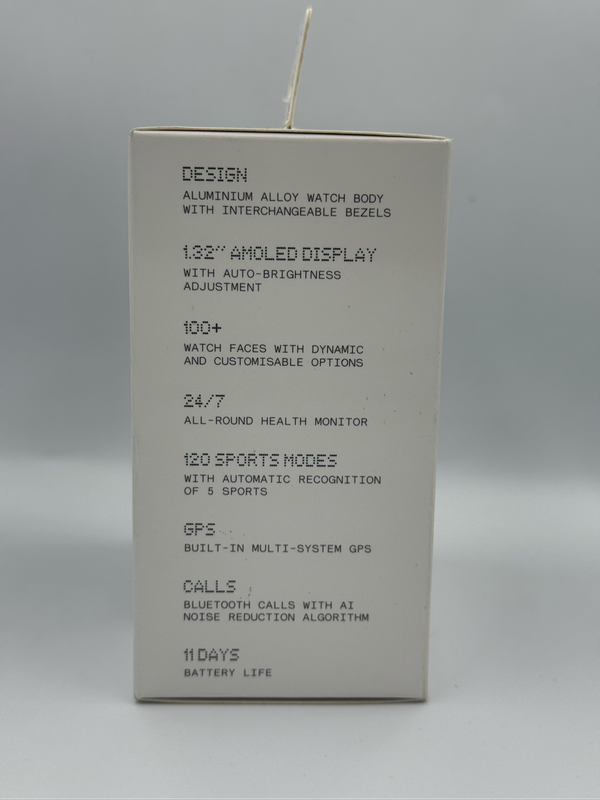 DESIGN
ALUMINIUM ALLOY WATCH BODY
WITH INTERCHANGEABLE BEZELS
1.32'' AMOLED DISPLAY
WITH AUTO-BRIGHTNESS
ADJUSTMENT
100+
WATCH FACES WITH DYNAMIC
AND CUSTOMISABLE OPTIONS
24/7
ALL-ROUND HEALTH MONITOR
120 SPORTS MODES
WITH AUTOMATIC RECOGNITION
OF 5 SPORTS
GPS
BUILT-IN MULTI-SYSTEM GPS
CALLS
BLUETOOTH CALLS WITH AI
NOISE REDUCTION ALGORITHM
11 DAYS
BATTERY LIFE